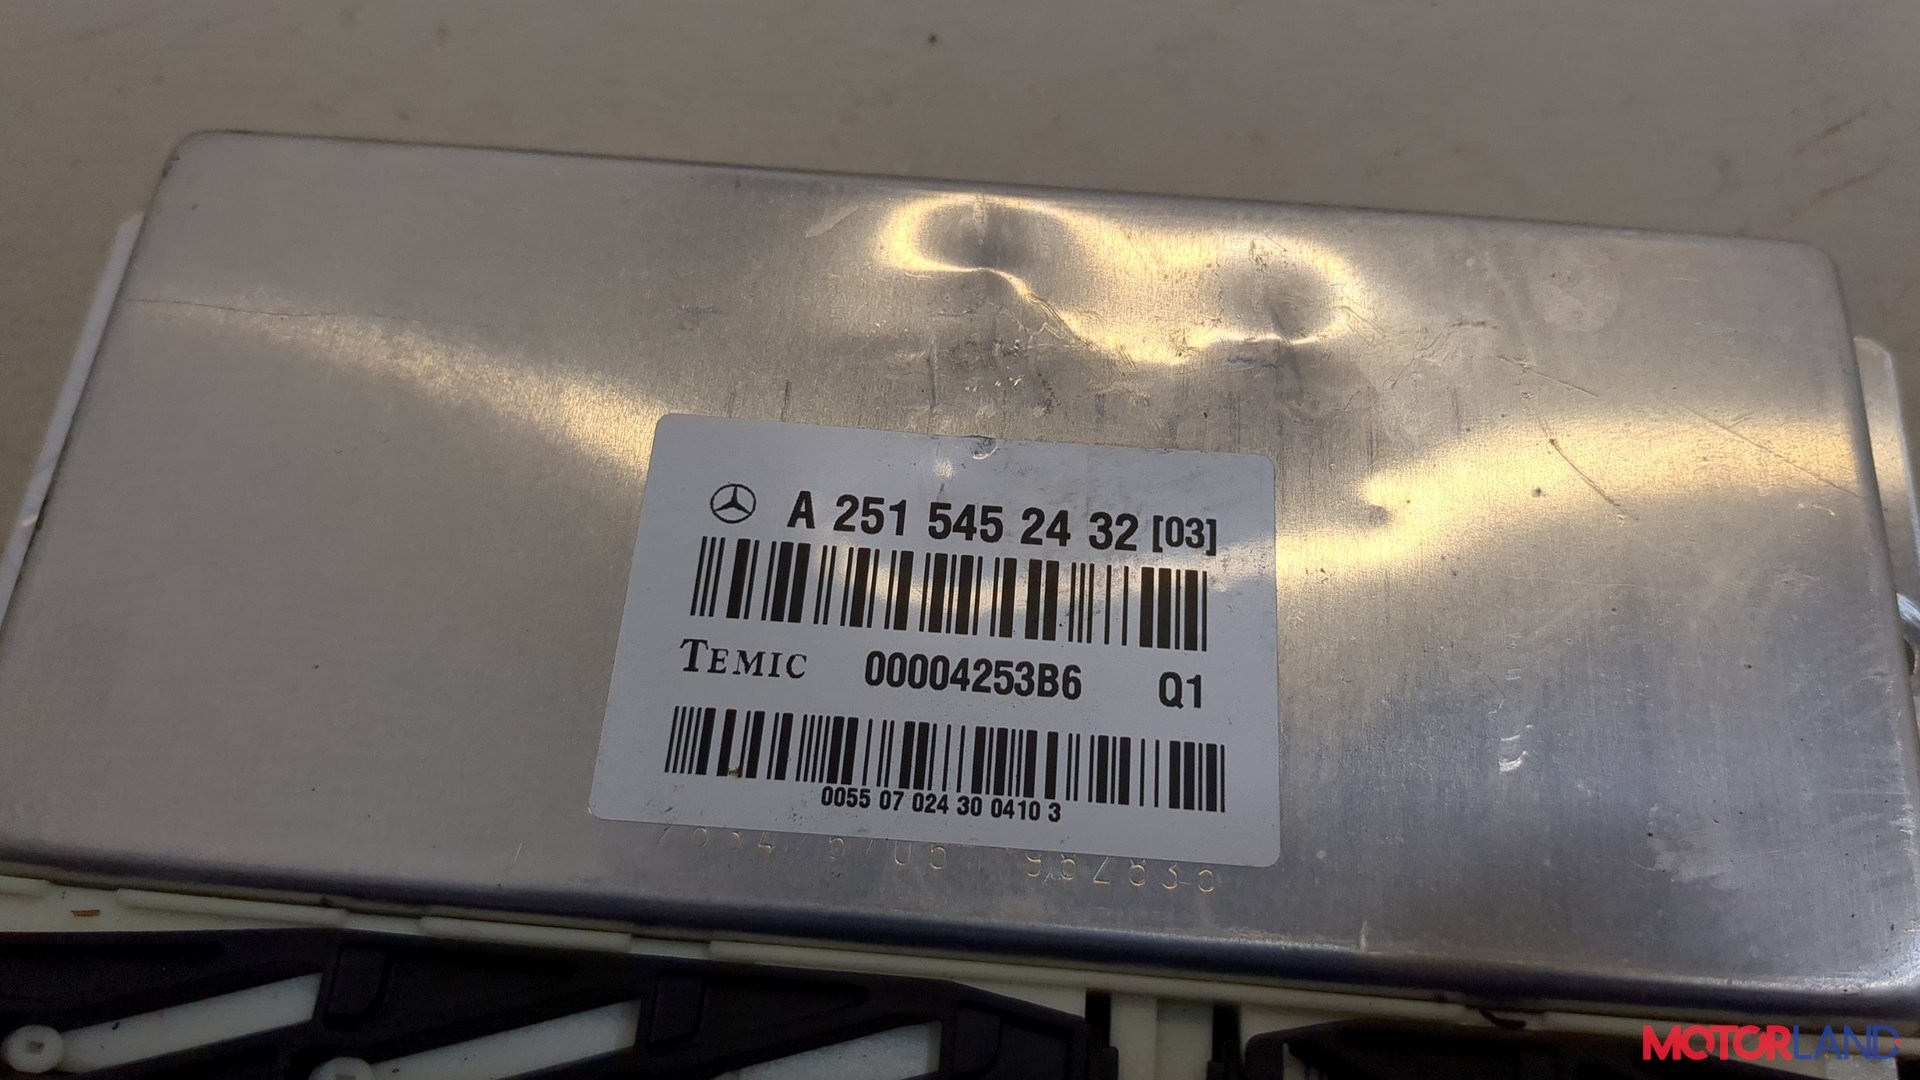 A 251 545 24 32 [03]
TEMIC 00004253B6 Q1
0055 07 024 30 0410 3
MOTORLAND